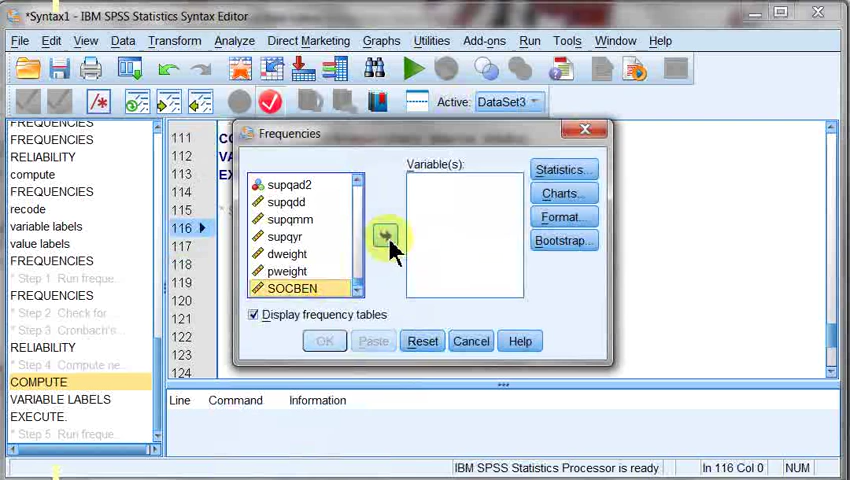 *Syntax1 - IBM SPSS Statistics Syntax Editor
File Edit View Data Transform Analyze Direct Marketing Graphs Utilities Add-ons Run Tools Window Help
Active: DataSet3
FREQUENCIES
FREQUENCIES
RELIABILITY
compute
FREQUENCIES
recode
variable labels
value labels
FREQUENCIES
* Step 1 Run freque...
FREQUENCIES
* Step 2 Check for ...
* Step 3 Cronbach's...
RELIABILITY
* Step 4 Compute ne...
COMPUTE
VARIABLE LABELS
EXECUTE.
* Step 5 Run freque
111
112
113
114
115
116
117
118
119
120
121
122
123
124
CO
VA
EX
* S
Frequencies
Variable(s):
supqad2
supqdd
supqmm
supqyr
dweight
pweight
SOCBEN
Statistics...
Charts...
Format...
Bootstrap...
Display frequency tables
OK Paste Reset Cancel Help
Line Command Information
IBM SPSS Statistics Processor is ready In 116 Col 0 NUM